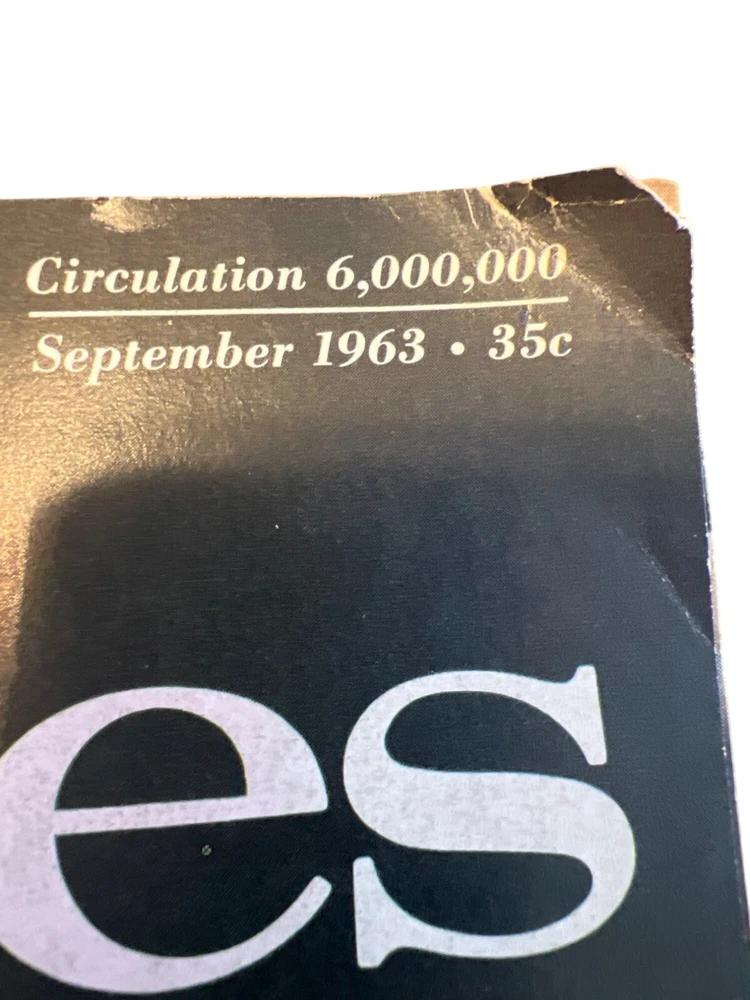 Circulation 6,000,000
September 1963 • 35c
es